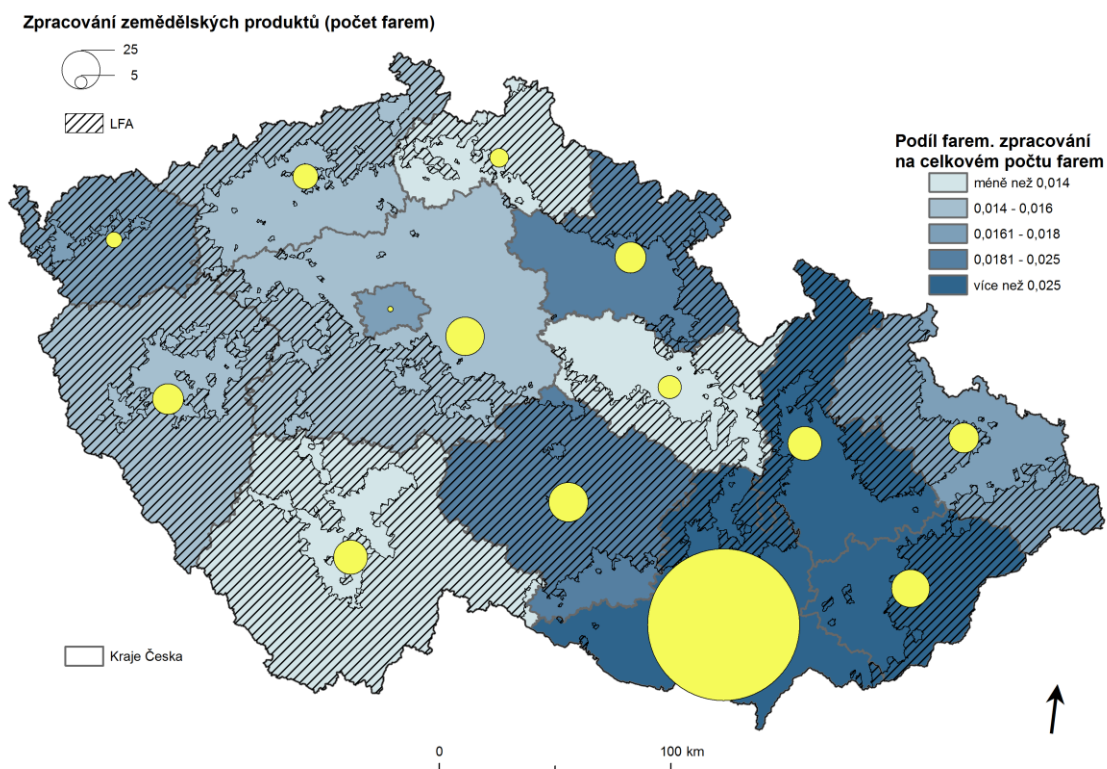 Zpracování zemědělských produktů (počet farem)
25
5
LFA
Podíl farem. zpracování
na celkovém počtu farem
méně než 0,014
0,014 - 0,016
0,0161 - 0,018
0,0181 - 0,025
více než 0,025
Kraje Česka
0
100 km